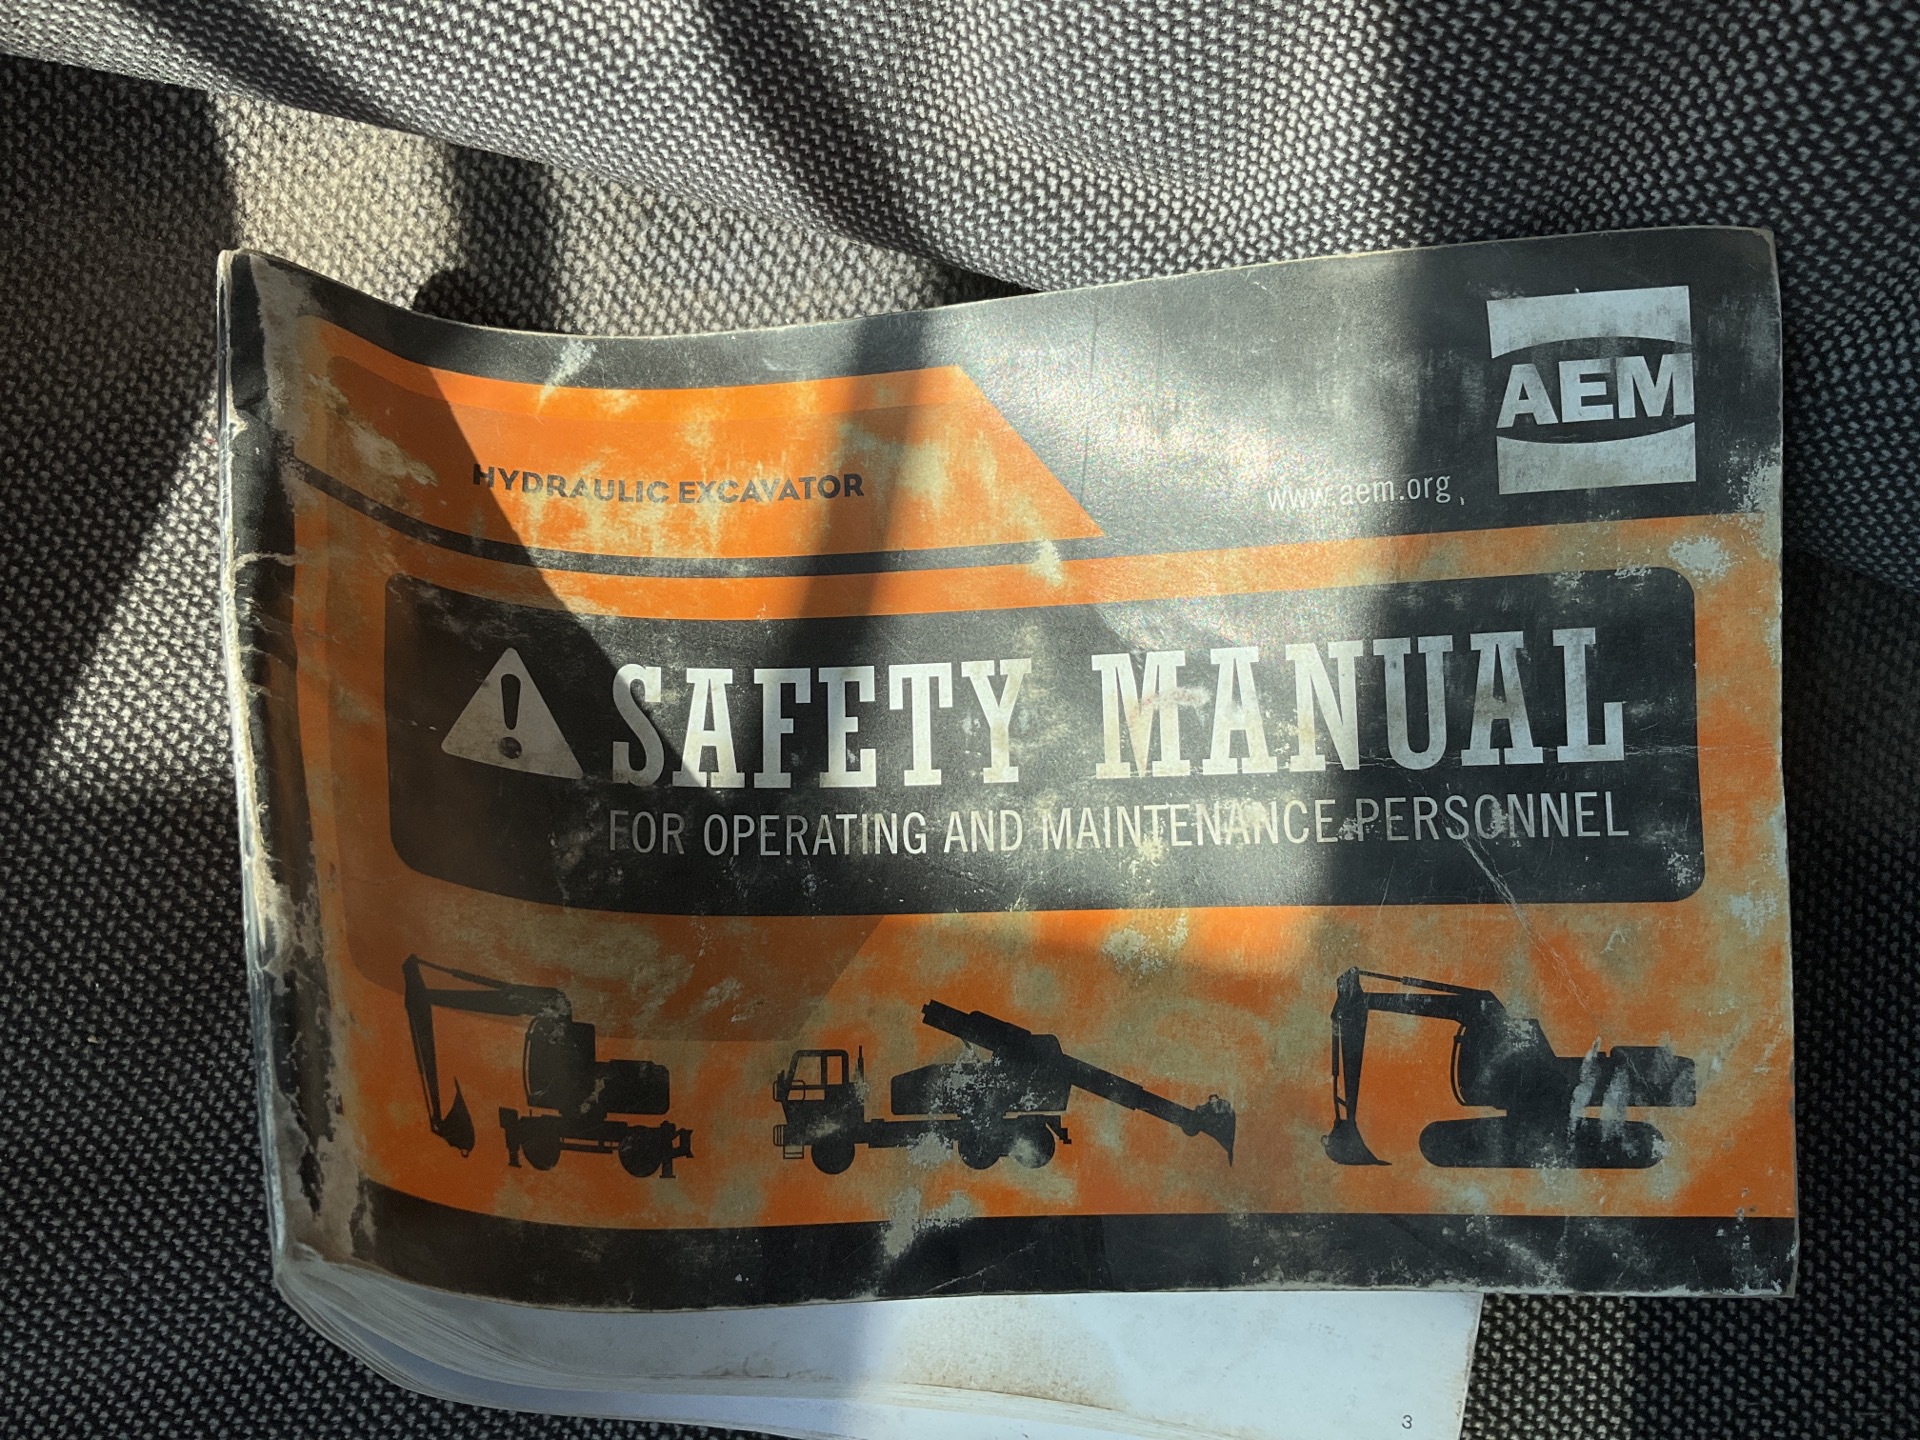 AEM
HYDRAULIC EXCAVATOR
www.aem.org
SAFETY MANUAL
FOR OPERATING AND MAINTENANCE PERSONNEL
3